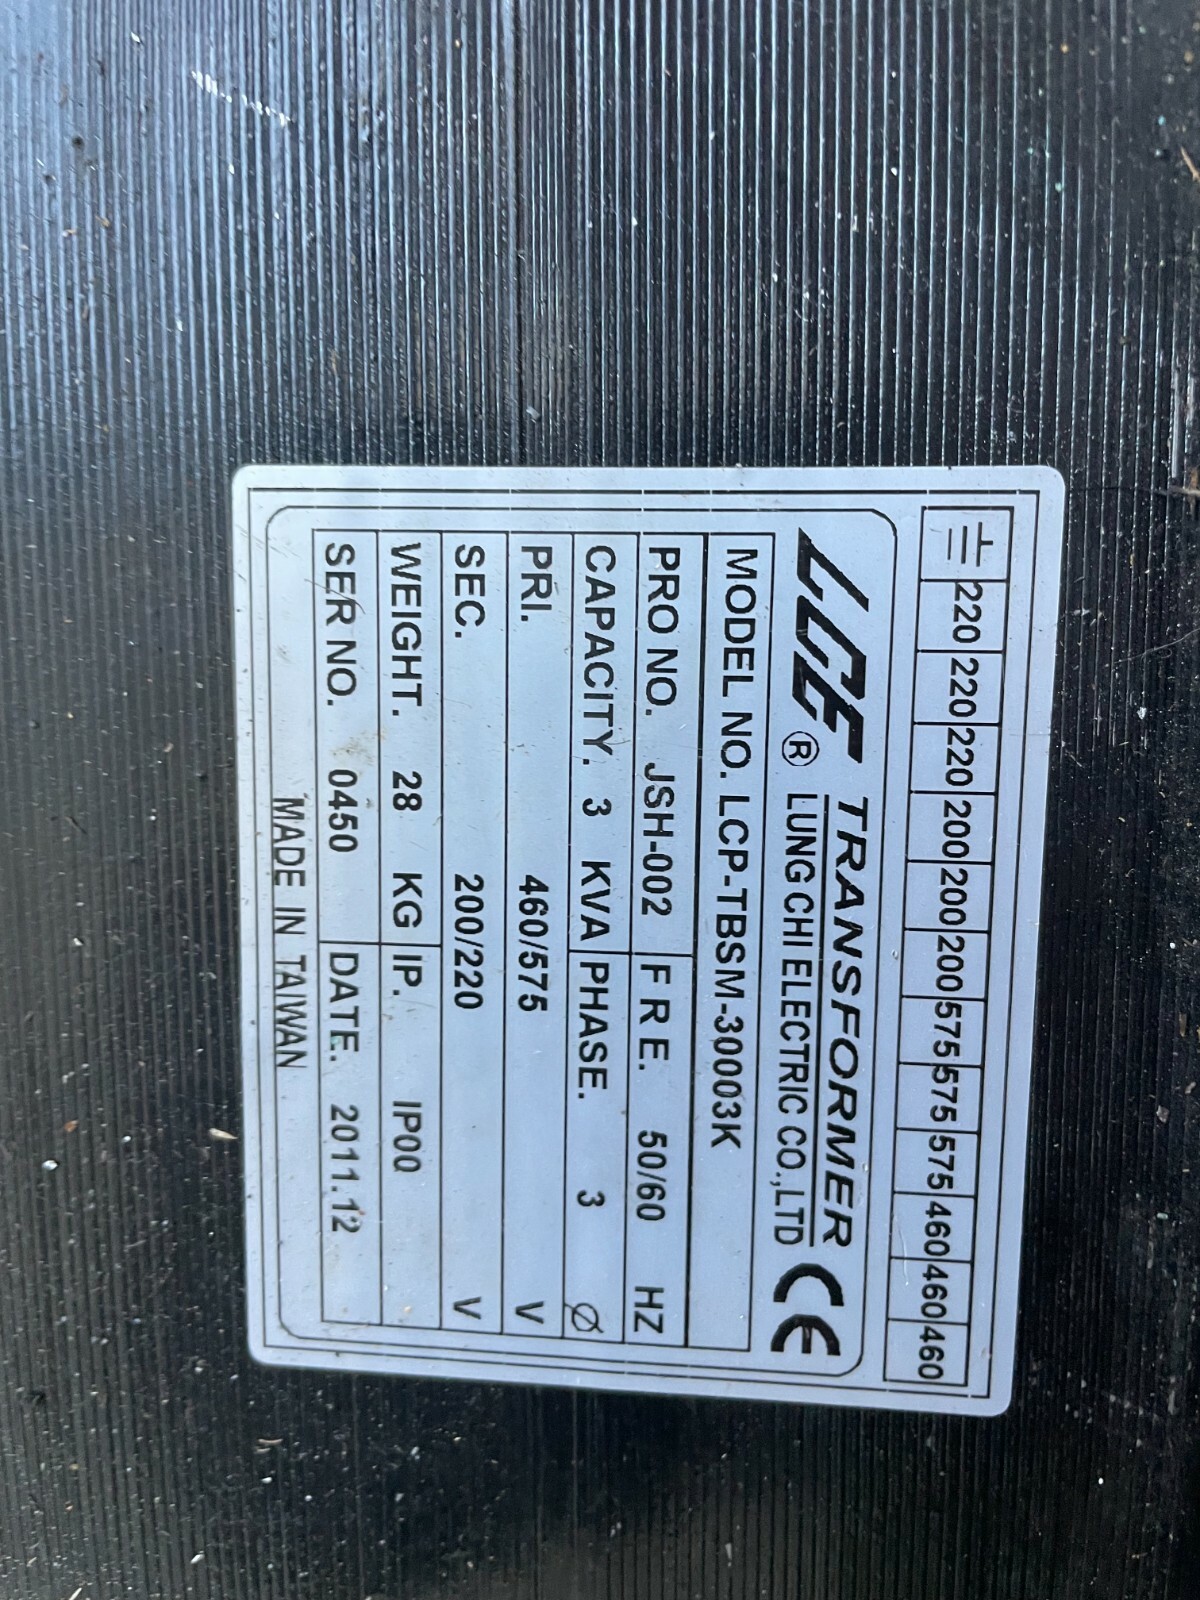 220 220 220 200 200 200 575 575 575 460 460 460
LCE ® TRANSFORMER
LUNG CHI ELECTRIC CO.,LTD CE
MODEL NO. LCP-TBSM-30003K
PRO NO. JSH-002 FRE. 50/60 HZ
CAPACITY. 3 KVA PHASE. 3 Ø
PRI. 460/575 V
SEC. 200/220 V
WEIGHT. 28 KG IP. IP00
SER NO. 0450 DATE. 2011.12
MADE IN TAIWAN